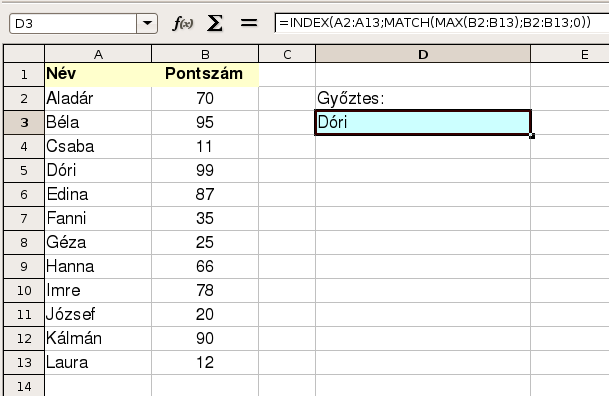 D3 f(x) Σ = =INDEX(A2:A13;MATCH(MAX(B2:B13);B2:B13;0))
A B C D E
1 Név Pontszám
2 Aladár 70 Győztes:
3 Béla 95 Dóri
4 Csaba 11
5 Dóri 99
6 Edina 87
7 Fanni 35
8 Géza 25
9 Hanna 66
10 Imre 78
11 József 20
12 Kálmán 90
13 Laura 12
14